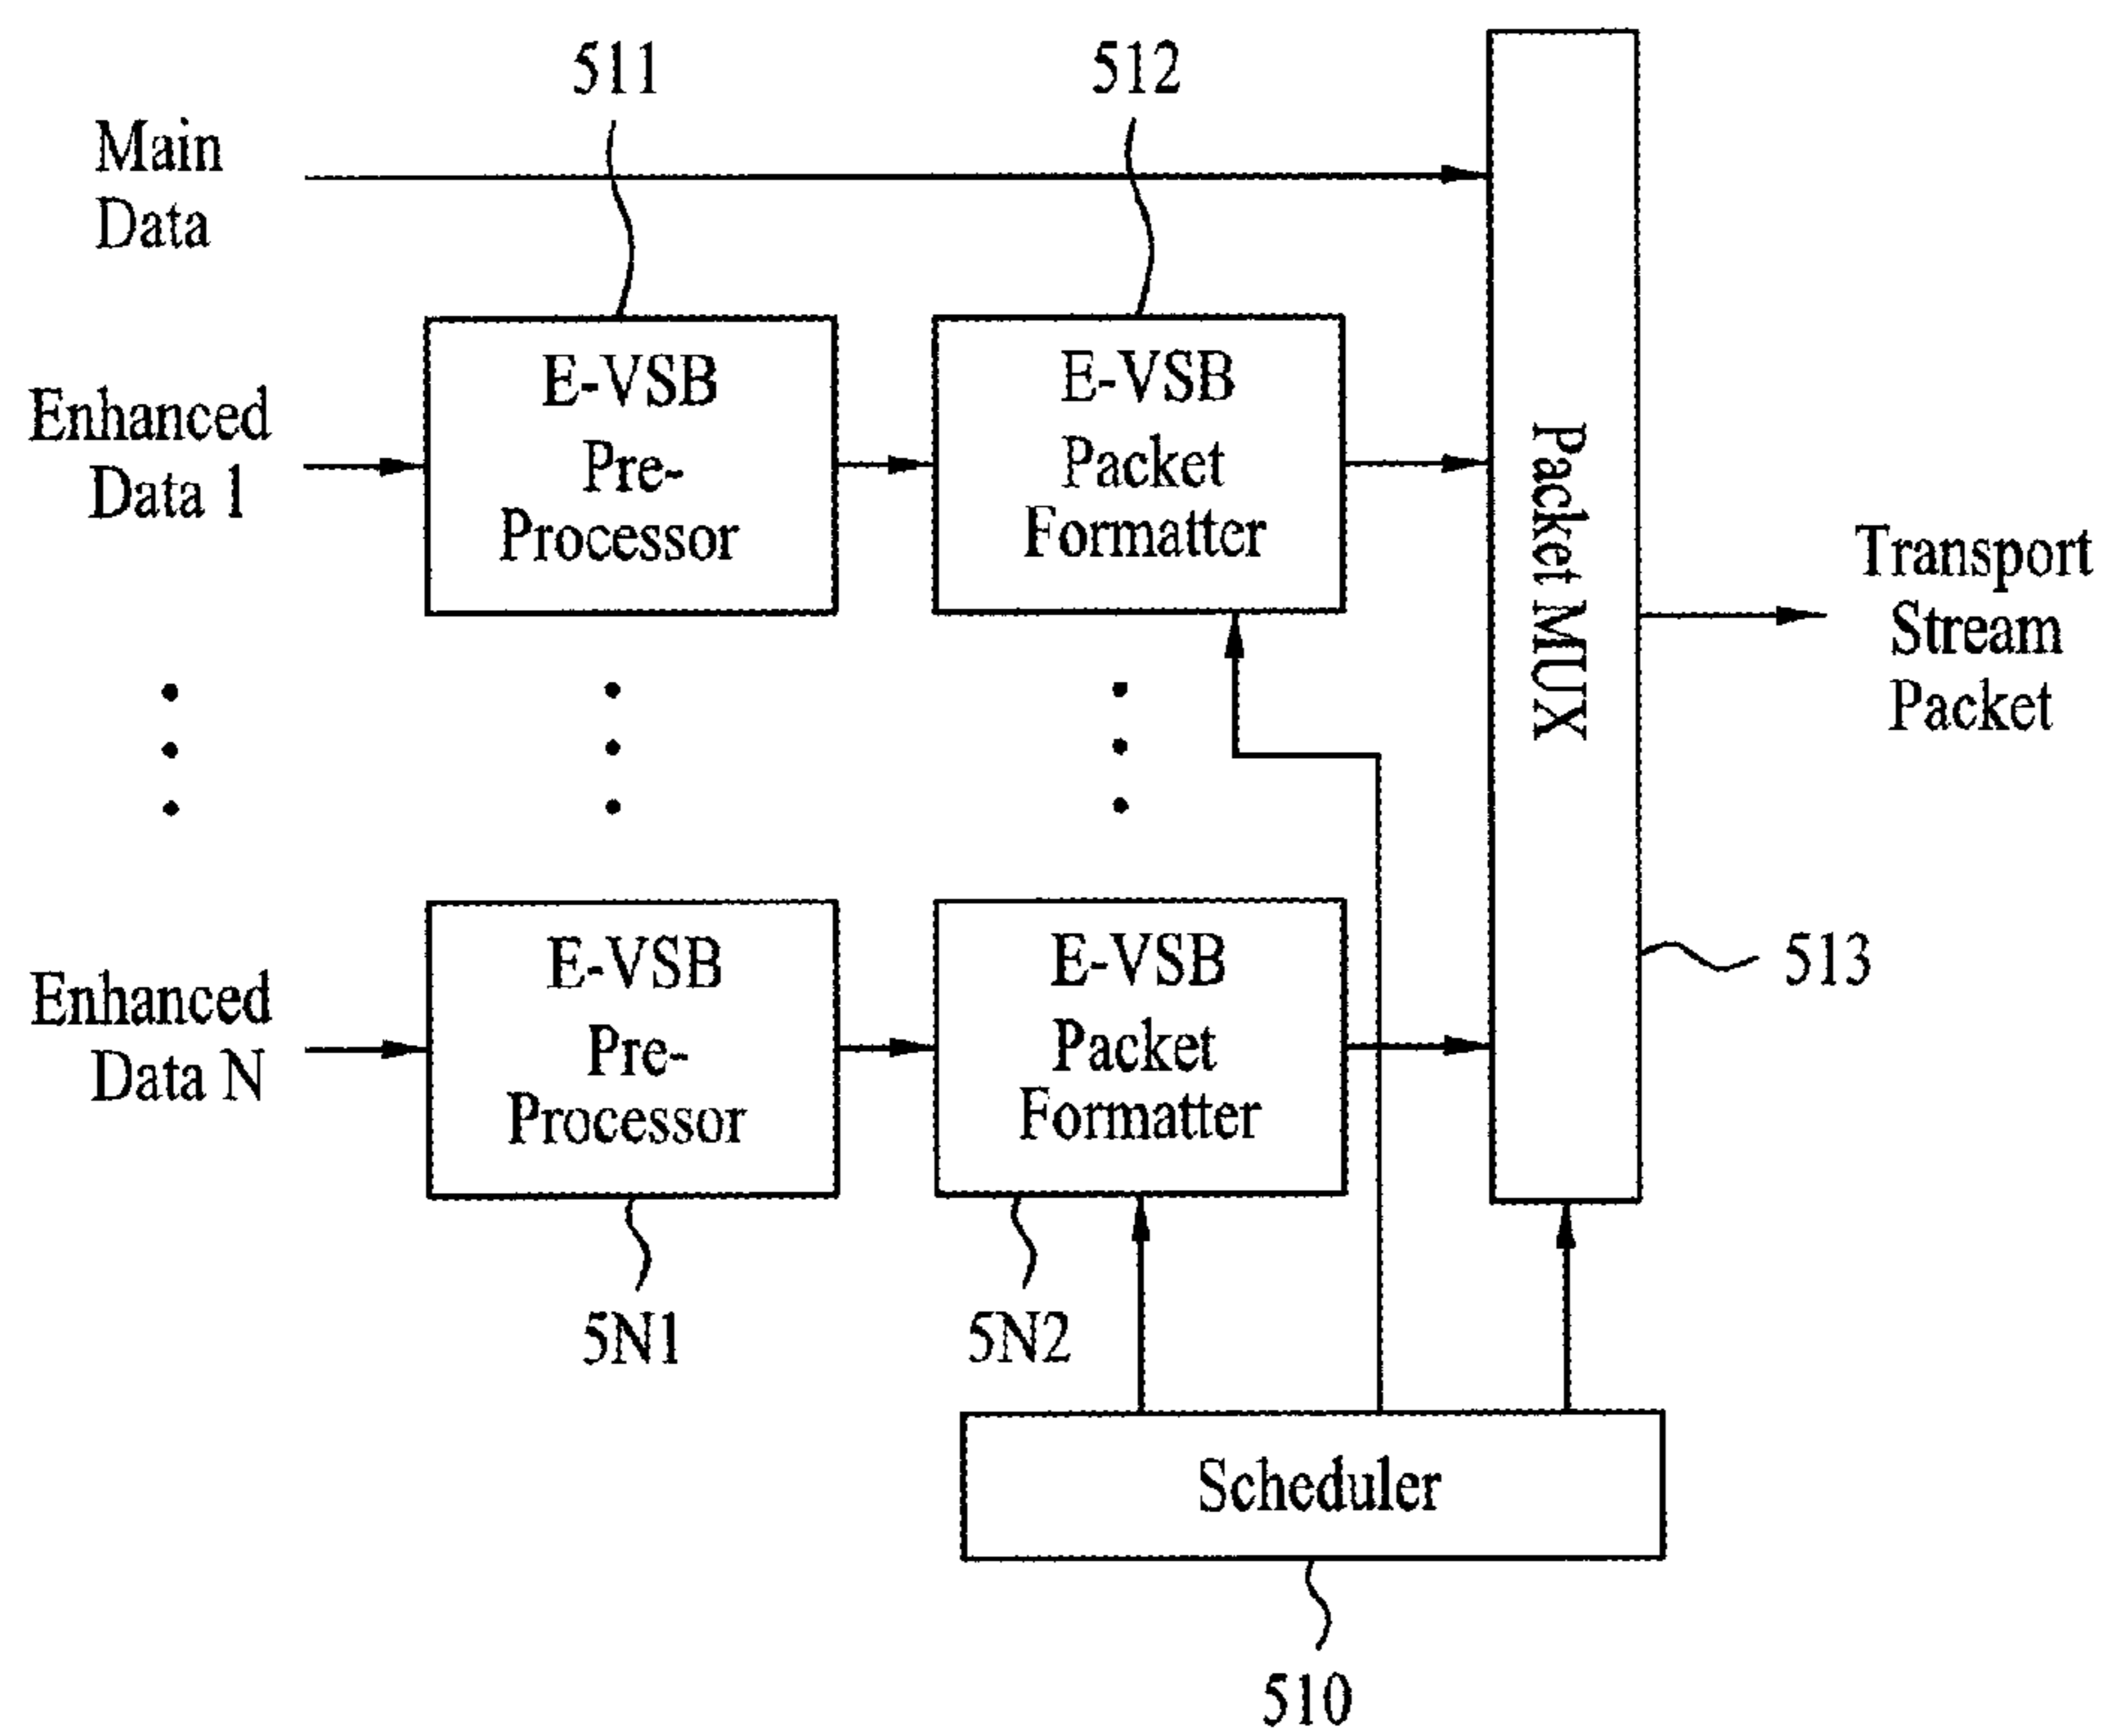 511
512
Main
Data
E-VSB
Pre-
Processor
E-VSB
Packet
Formatter
Enhanced
Data 1
Packet MUX
Transport
Stream
Packet
E-VSB
Pre-
Processor
E-VSB
Packet
Formatter
Enhanced
Data N
513
5N1
5N2
Scheduler
510